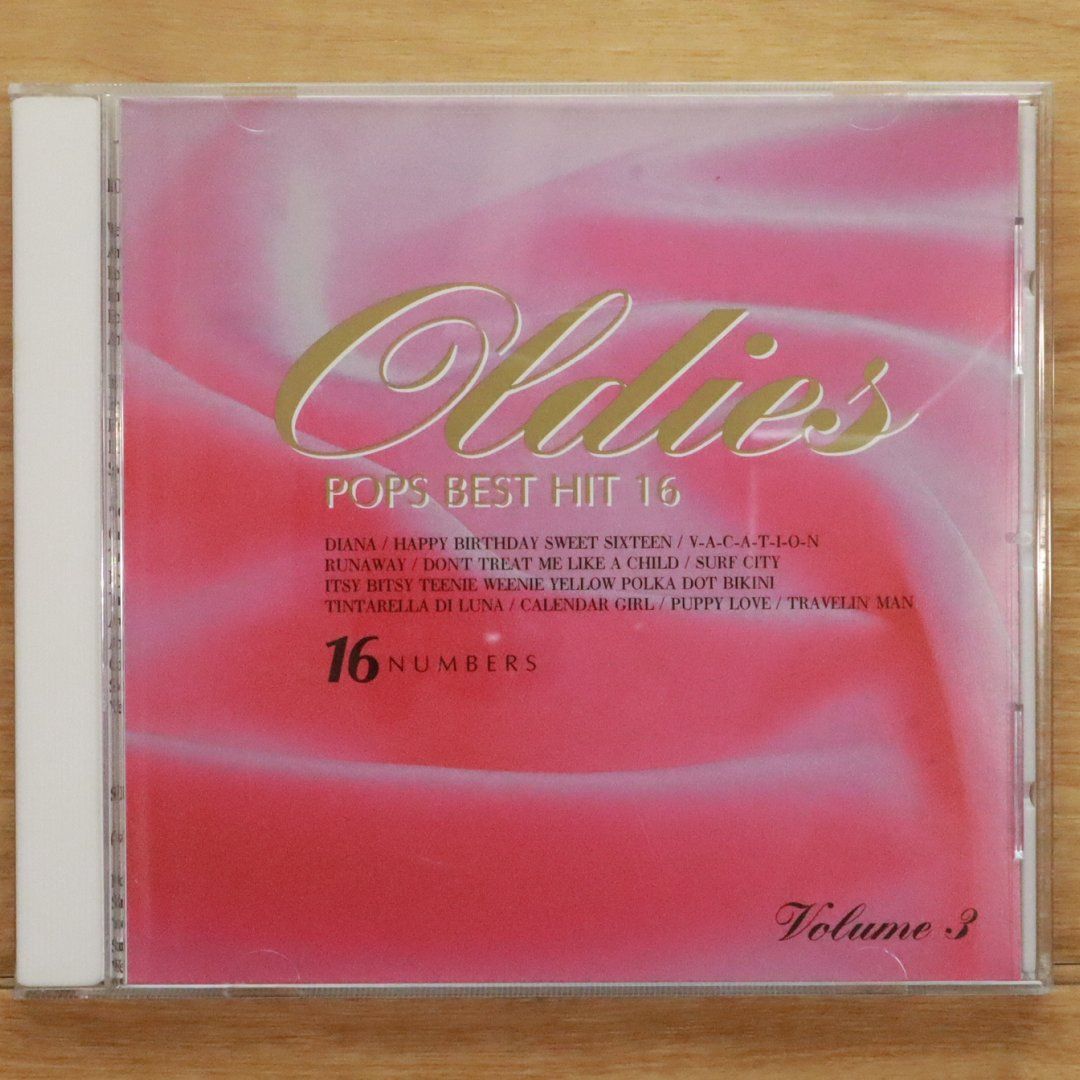 Oldies
POPS BEST HIT 16
DIANA / HAPPY BIRTHDAY SWEET SIXTEEN / V-A-C-A-T-I-O-N
RUNAWAY / DONT TREAT ME LIKE A CHILD / SURF CITY
ITSY BITSY TEENIE WEENIE YELLOW POLKA DOT BIKINI
TINTARELLA DI LUNA / CALENDAR GIRL / PUPPY LOVE / TRAVELIN MAN
16 NUMBERS
Volume 3